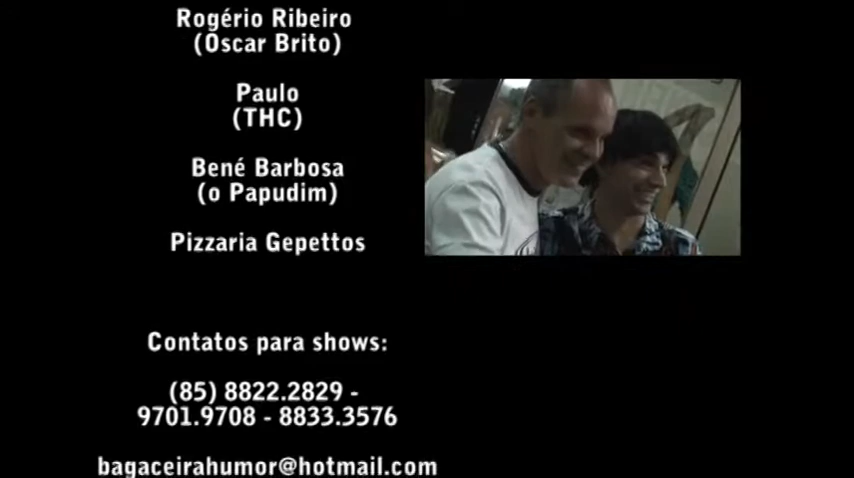 Rogério Ribeiro
(Oscar Brito)
Paulo
(THC)
Bené Barbosa
(o Papudim)
Pizzaria Gepettos
Contatos para shows:
(85) 8822.2829 -
9701.9708 - 8833.3576
bagaceirahumor@hotmail.com